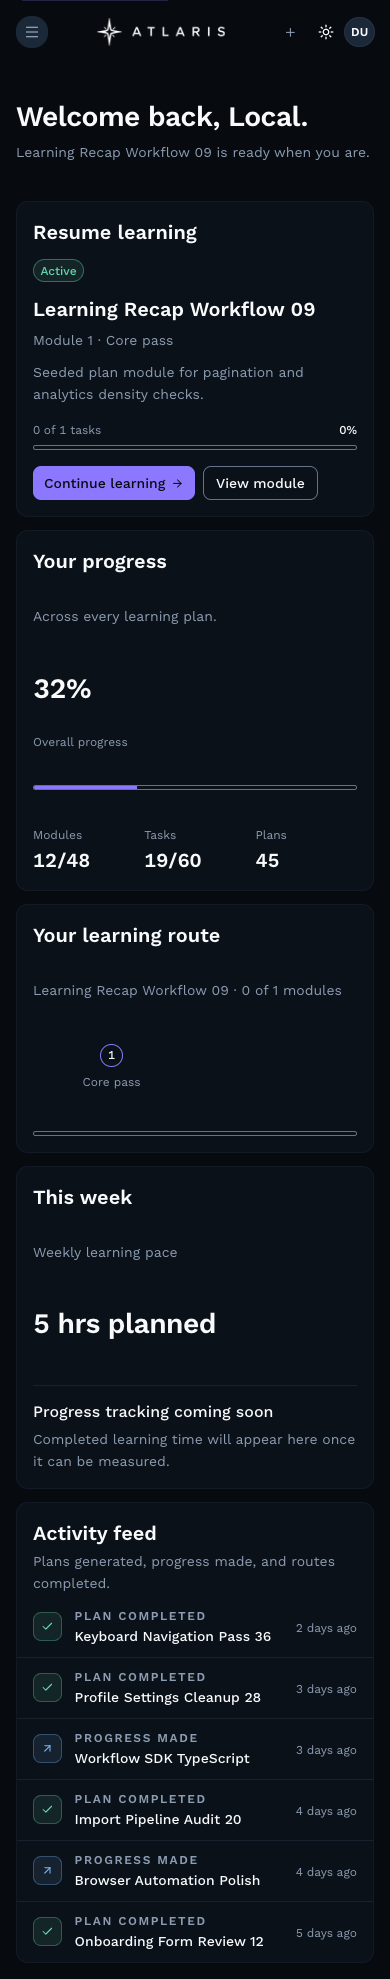 ATLARIS
+
DU
Welcome back, Local.
Learning Recap Workflow 09 is ready when you are.
Resume learning
Active
Learning Recap Workflow 09
Module 1 · Core pass
Seeded plan module for pagination and
analytics density checks.
0 of 1 tasks 0%
Continue learning → View module
Your progress
Across every learning plan.
32%
Overall progress
Modules Tasks Plans
12/48 19/60 45
Your learning route
Learning Recap Workflow 09 · 0 of 1 modules
1
Core pass
This week
Weekly learning pace
5 hrs planned
Progress tracking coming soon
Completed learning time will appear here once
it can be measured.
Activity feed
Plans generated, progress made, and routes
completed.
PLAN COMPLETED
Keyboard Navigation Pass 36 2 days ago
PLAN COMPLETED
Profile Settings Cleanup 28 3 days ago
PROGRESS MADE
Workflow SDK TypeScript 3 days ago
PLAN COMPLETED
Import Pipeline Audit 20 4 days ago
PROGRESS MADE
Browser Automation Polish 4 days ago
PLAN COMPLETED
Onboarding Form Review 12 5 days ago